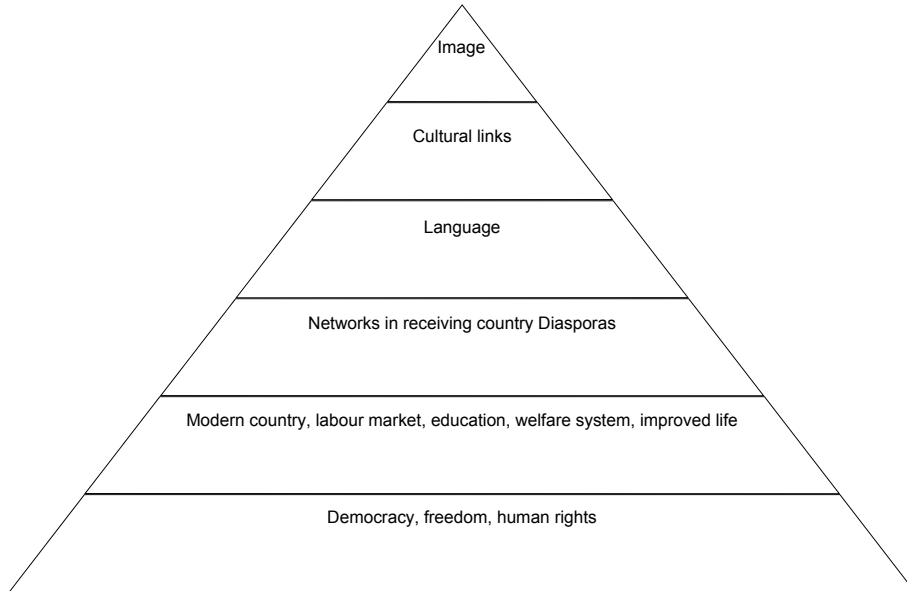 Image
Cultural links
Language
Networks in receiving country Diasporas
Modern country, labour market, education, welfare system, improved life
Democracy, freedom, human rights